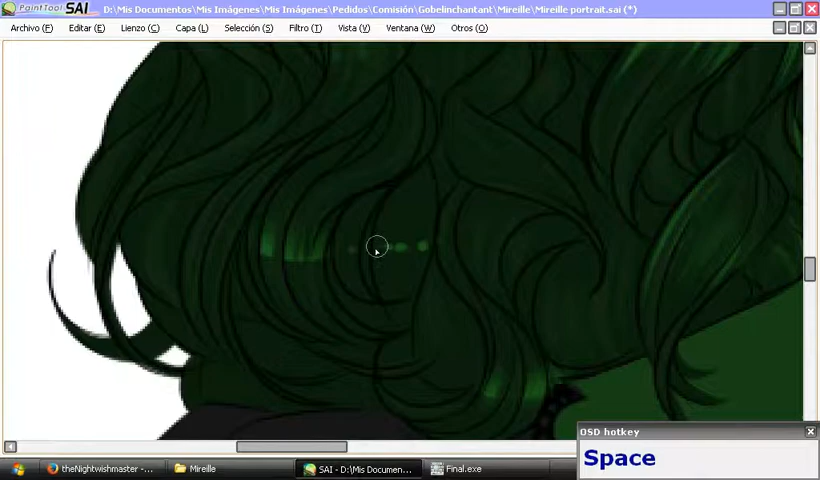 PaintTool SAI D:\Mis Documentos\Mis Imágenes\Mis Imágenes\Pedidos\Comisión\Gobelinchantant\Mireille\Mireille portrait.sai (*)
Archivo (F) Editar (E) Lienzo (C) Capa (L) Selección (S) Filtro (T) Vista (V) Ventana (W) Otros (O)
OSD hotkey
Space
theNightwishmaster -... Mireille SAI - D:\Mis Documen... Final.exe